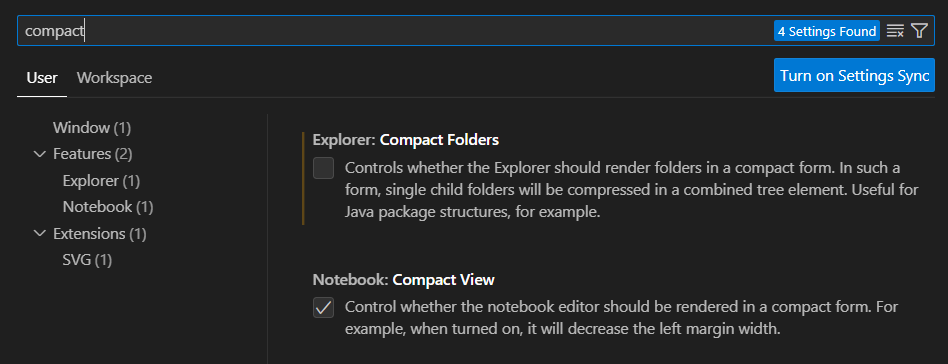 compact
4 Settings Found
User
Workspace
Turn on Settings Sync
Window (1)
Features (2)
Explorer (1)
Notebook (1)
Extensions (1)
SVG (1)
Explorer: Compact Folders
Controls whether the Explorer should render folders in a compact form. In such a
form, single child folders will be compressed in a combined tree element. Useful for
Java package structures, for example.
Notebook: Compact View
Control whether the notebook editor should be rendered in a compact form. For
example, when turned on, it will decrease the left margin width.